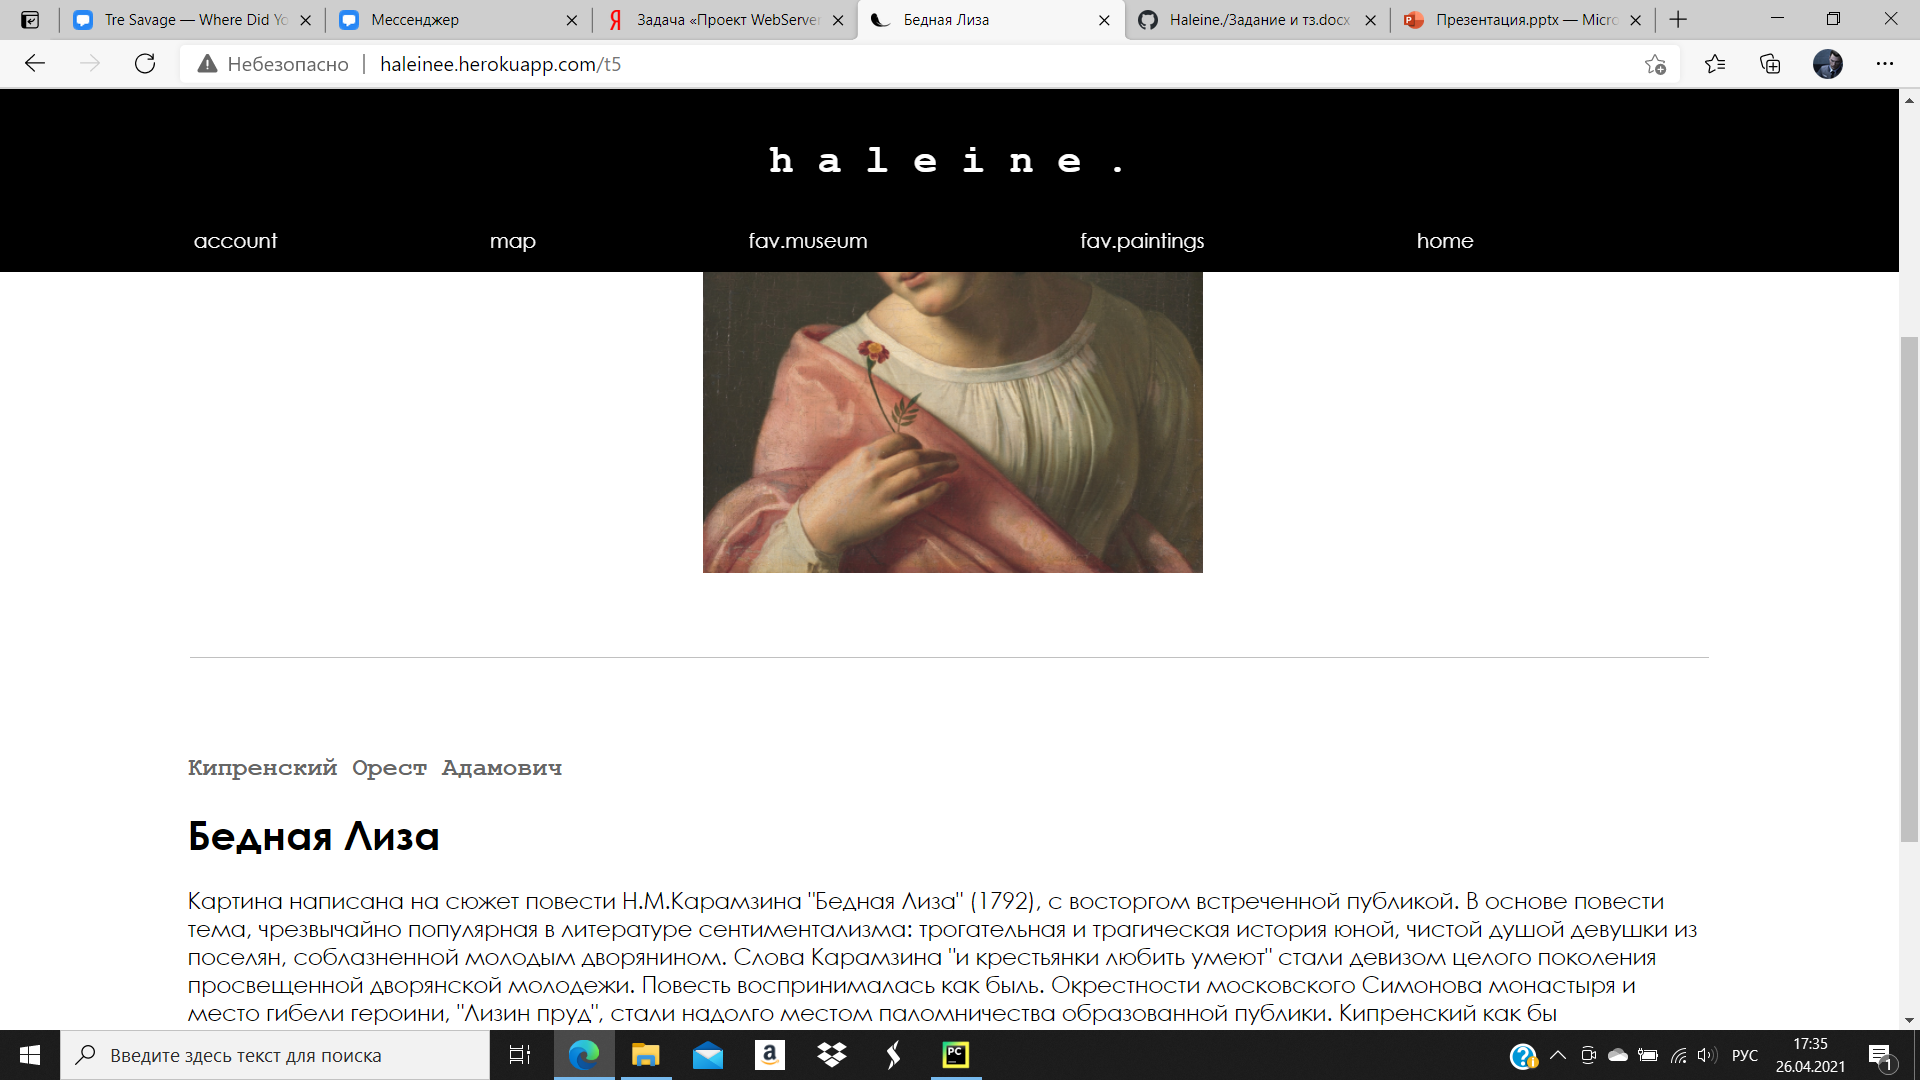 Tre Savage — Where Did Yo
Мессенджер
Задача «Проект WebServer
Бедная Лиза
Haleine./Задание и тз.docx
Презентация.pptx — Micro
Небезопасно | haleinee.herokuapp.com/t5
haleine.
account map fav.museum fav.paintings home
Кипренский Орест Адамович
Бедная Лиза
Картина написана на сюжет повести Н.М.Карамзина "Бедная Лиза" (1792), с восторгом встреченной публикой. В основе повести
тема, чрезвычайно популярная в литературе сентиментализма: трогательная и трагическая история юной, чистой душой девушки из
поселян, соблазненной молодым дворянином. Слова Карамзина "и крестьянки любить умеют" стали девизом целого поколения
просвещенной дворянской молодежи. Повесть воспринималась как быль. Окрестности московского Симонова монастыря и
место гибели героини, "Лизин пруд", стали надолго местом паломничества образованной публики. Кипренский как бы
Введите здесь текст для поиска
РУС
17:35
26.04.2021
1